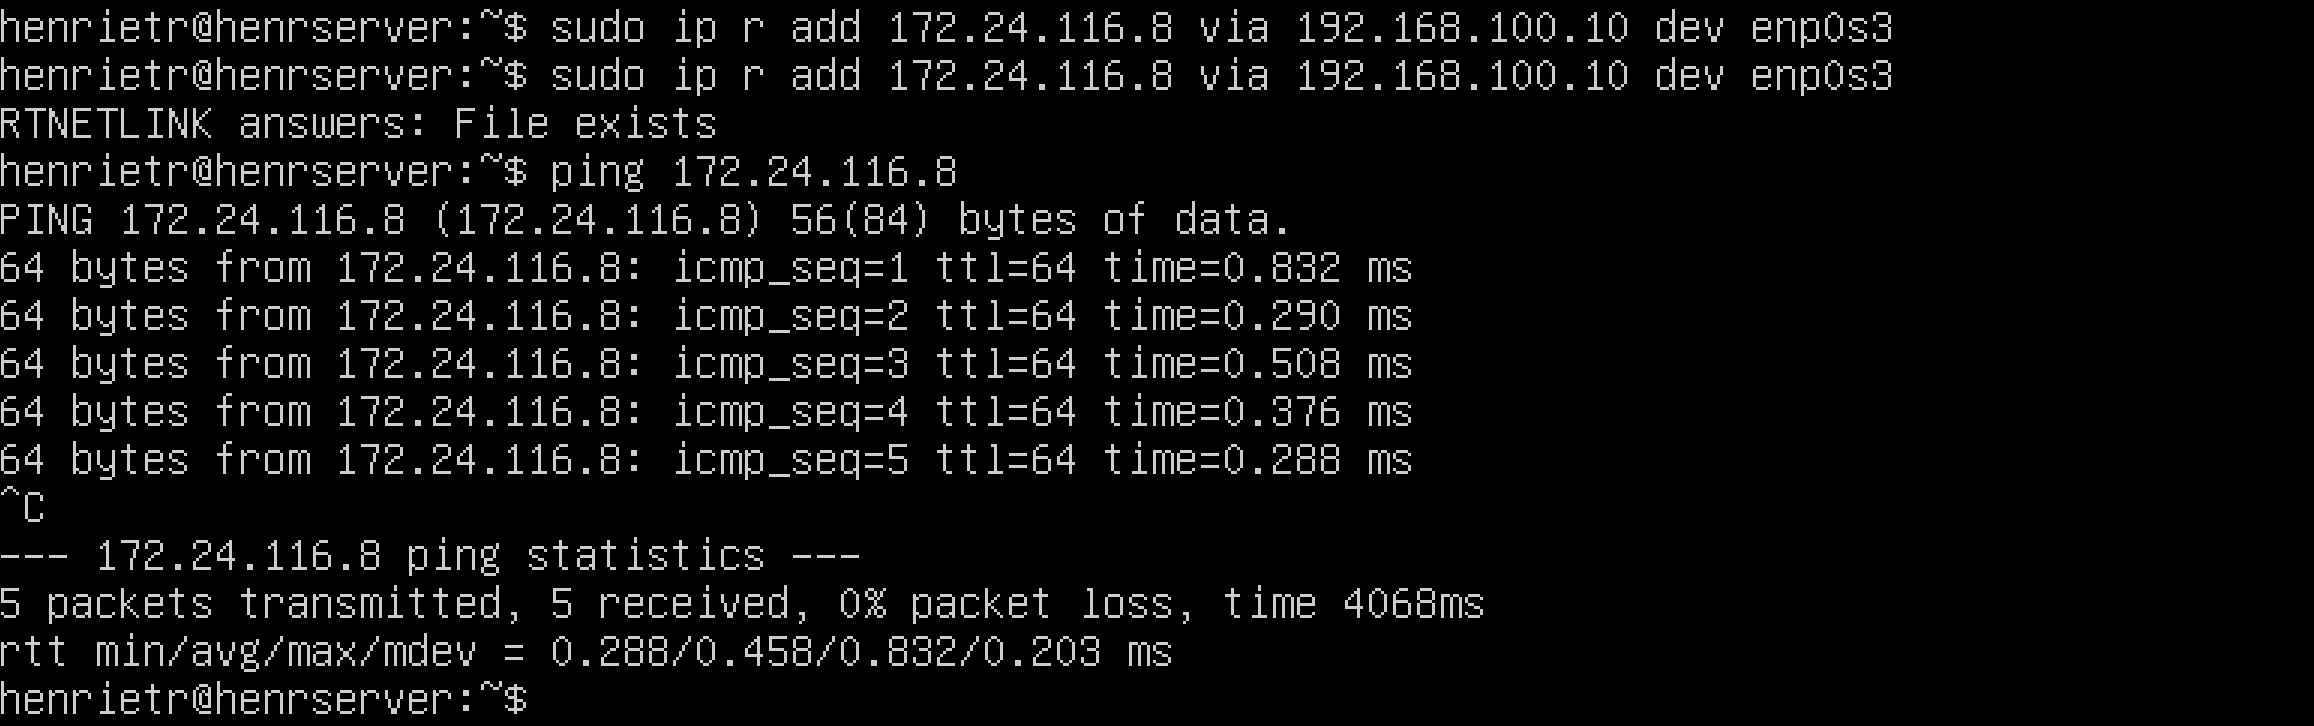 henrietr@henrserver:~$ sudo ip r add 172.24.116.8 via 192.168.100.10 dev enp0s3
henrietr@henrserver:~$ sudo ip r add 172.24.116.8 via 192.168.100.10 dev enp0s3
RTNETLINK answers: File exists
henrietr@henrserver:~$ ping 172.24.116.8
PING 172.24.116.8 (172.24.116.8) 56(84) bytes of data.
64 bytes from 172.24.116.8: icmp_seq=1 ttl=64 time=0.832 ms
64 bytes from 172.24.116.8: icmp_seq=2 ttl=64 time=0.290 ms
64 bytes from 172.24.116.8: icmp_seq=3 ttl=64 time=0.508 ms
64 bytes from 172.24.116.8: icmp_seq=4 ttl=64 time=0.376 ms
64 bytes from 172.24.116.8: icmp_seq=5 ttl=64 time=0.288 ms
^C
--- 172.24.116.8 ping statistics ---
5 packets transmitted, 5 received, 0% packet loss, time 4068ms
rtt min/avg/max/mdev = 0.288/0.458/0.832/0.203 ms
henrietr@henrserver:~$